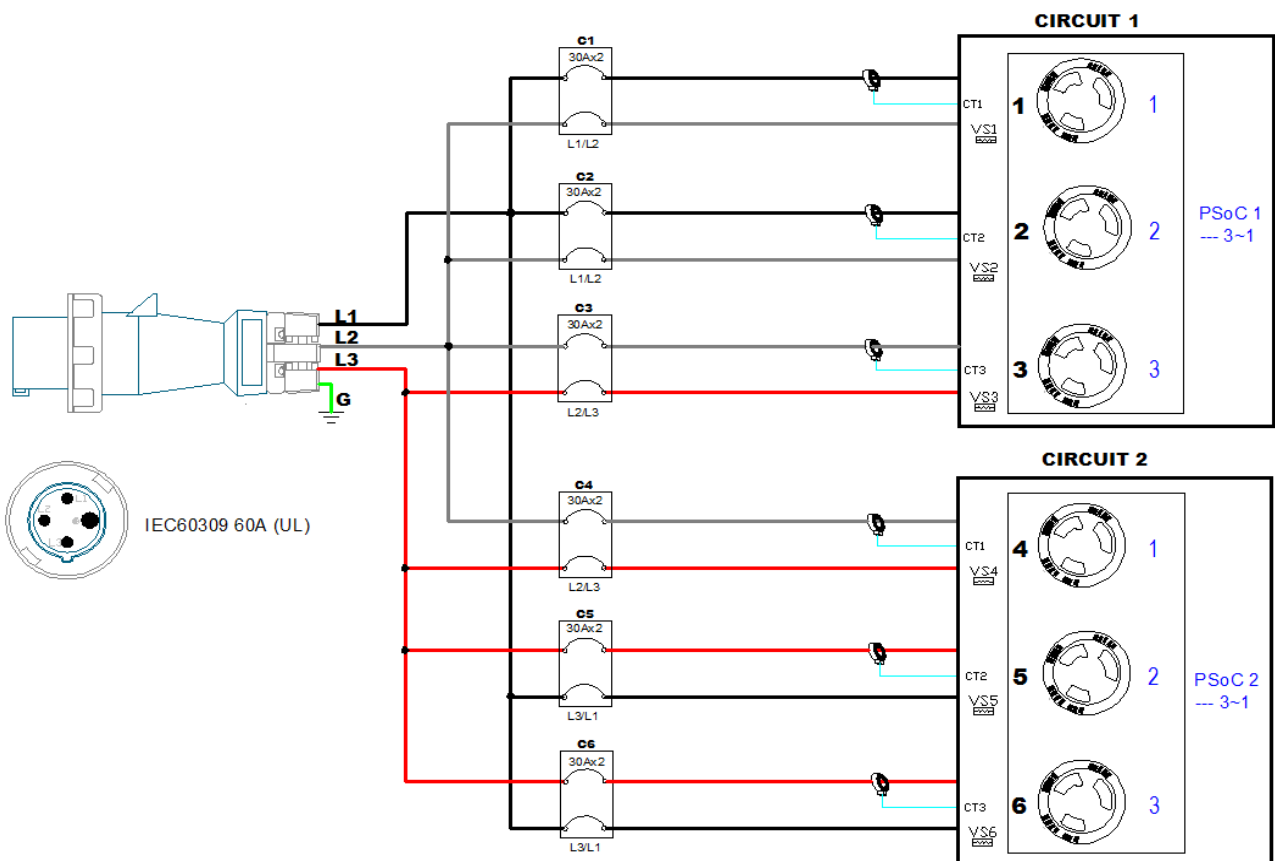 CIRCUIT 1
C1
30Ax2
L1/L2
CT1
VS1
1
1
C2
30Ax2
L1/L2
CT2
VS2
2
2
PSoC 1
--- 3~1
C3
30Ax2
L2/L3
CT3
VS3
3
3
L1
L2
L3
G
L1
L2
L3
IEC60309 60A (UL)
CIRCUIT 2
C4
30Ax2
L2/L3
CT1
VS4
4
1
C5
30Ax2
L3/L1
CT2
VS5
5
2
PSoC 2
--- 3~1
C6
30Ax2
L3/L1
CT3
VS6
6
3